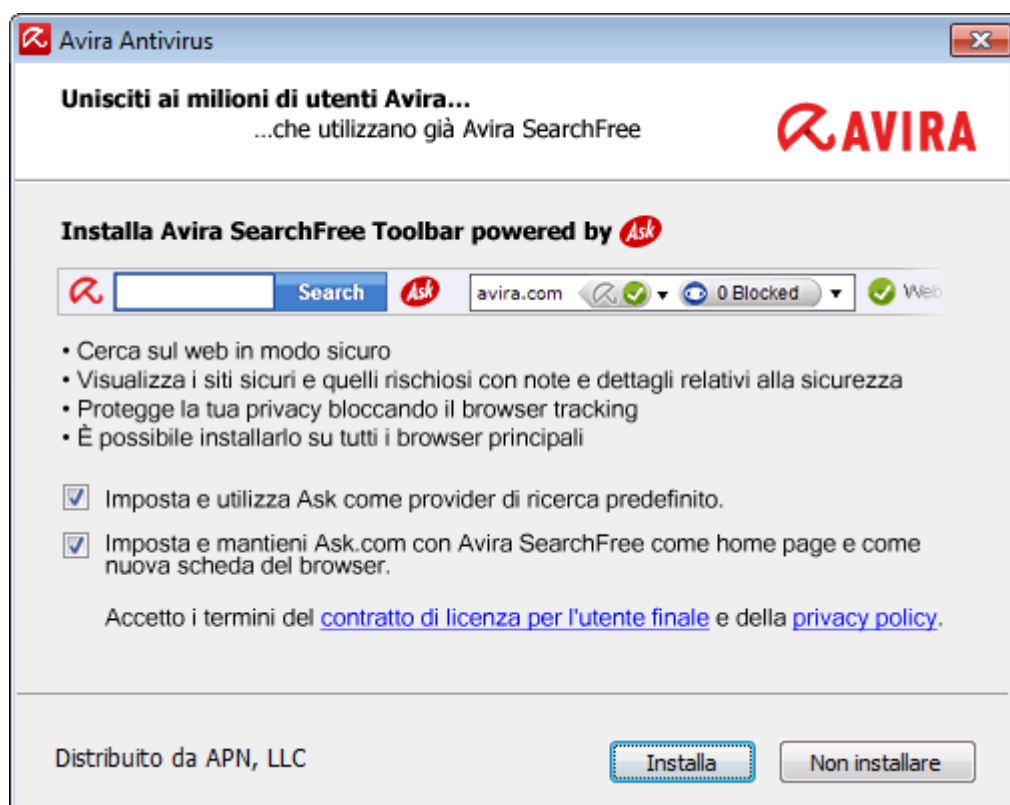 Avira Antivirus
Unisciti ai milioni di utenti Avira...
...che utilizzano già Avira SearchFree
AVIRA
Installa Avira SearchFree Toolbar powered by Ask
Search Ask avira.com 0 Blocked Web
• Cerca sul web in modo sicuro
• Visualizza i siti sicuri e quelli rischiosi con note e dettagli relativi alla sicurezza
• Protegge la tua privacy bloccando il browser tracking
• È possibile installarlo su tutti i browser principali
Imposta e utilizza Ask come provider di ricerca predefinito.
Imposta e mantieni Ask.com con Avira SearchFree come home page e come
nuova scheda del browser.
Accetto i termini del contratto di licenza per l'utente finale e della privacy policy.
Distribuito da APN, LLC
Installa
Non installare